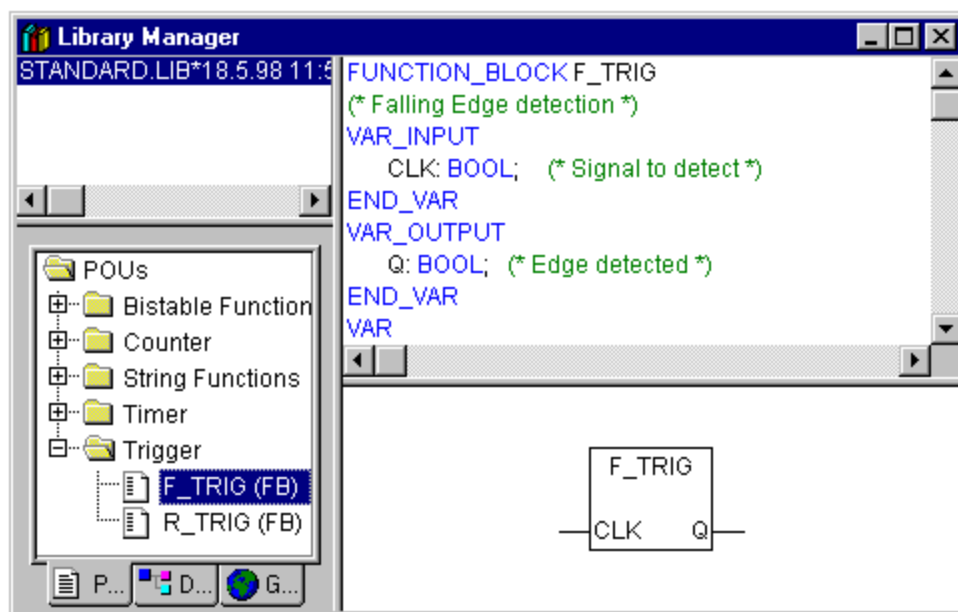 Library Manager
STANDARD.LIB*18.5.98 11:5
FUNCTION_BLOCK F_TRIG
(* Falling Edge detection *)
VAR_INPUT
CLK: BOOL; (* Signal to detect *)
END_VAR
VAR_OUTPUT
Q: BOOL; (* Edge detected *)
END_VAR
VAR
POUs
Bistable Function
Counter
String Functions
Timer
Trigger
F_TRIG (FB)
R_TRIG (FB)
P... D... G...
F_TRIG
CLK Q